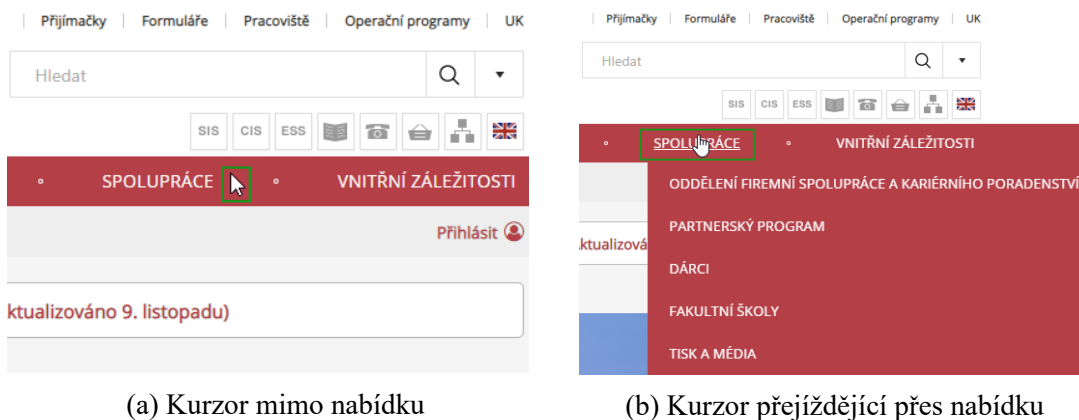 Přijímačky Formuláře Pracoviště Operační programy UK
Hledat
SIS CIS ESS
SPOLUPRÁCE VNITŘNÍ ZÁLEŽITOSTI
Přihlásit
ktualizováno 9. listopadu)
(a) Kurzor mimo nabídku
Přijímačky Formuláře Pracoviště Operační programy UK
Hledat
SIS CIS ESS
SPOLUPRÁCE VNITŘNÍ ZÁLEŽITOSTI
ODDĚLENÍ FIREMNÍ SPOLUPRÁCE A KARIÉRNÍHO PORADENSTVÍ
PARTNERSKÝ PROGRAM
ktualizová
DÁRCI
FAKULTNÍ ŠKOLY
TISK A MÉDIA
(b) Kurzor přejíždějící přes nabídku